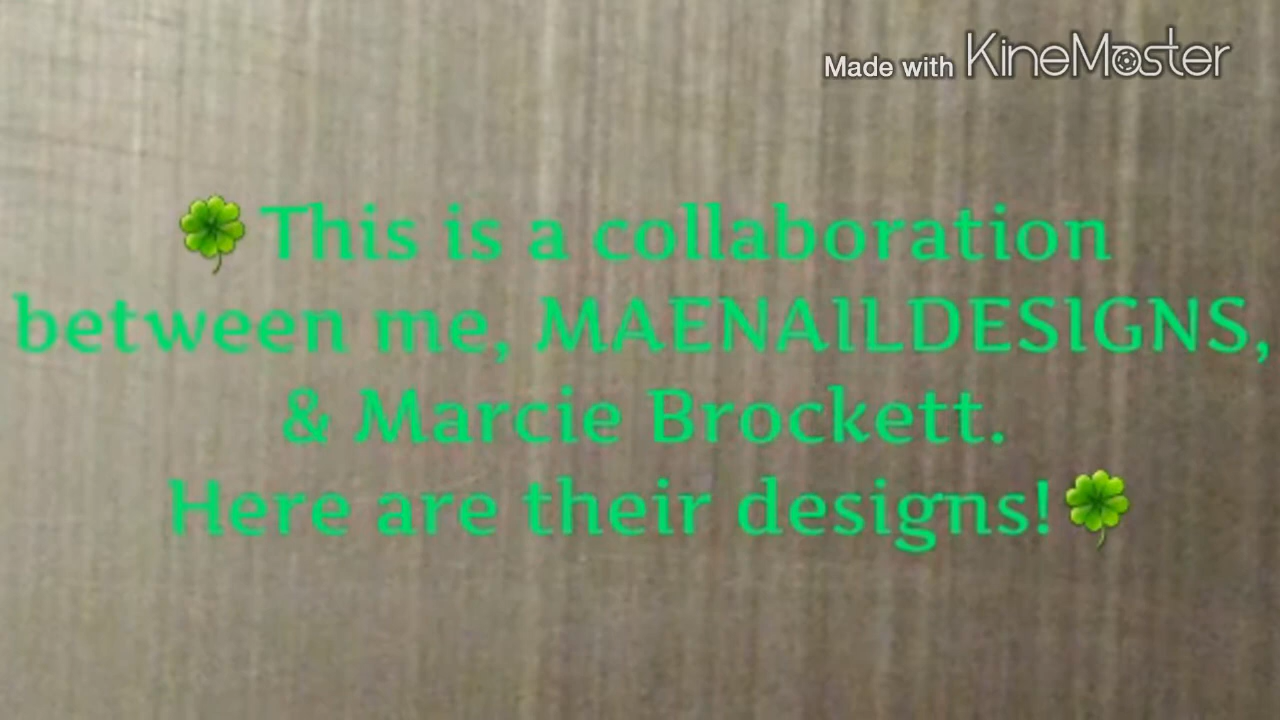 Made with KineMaster
🍀This is a collaboration
between me, MAENAILDESIGNS,
& Marcie Brockett.
Here are their designs!🍀